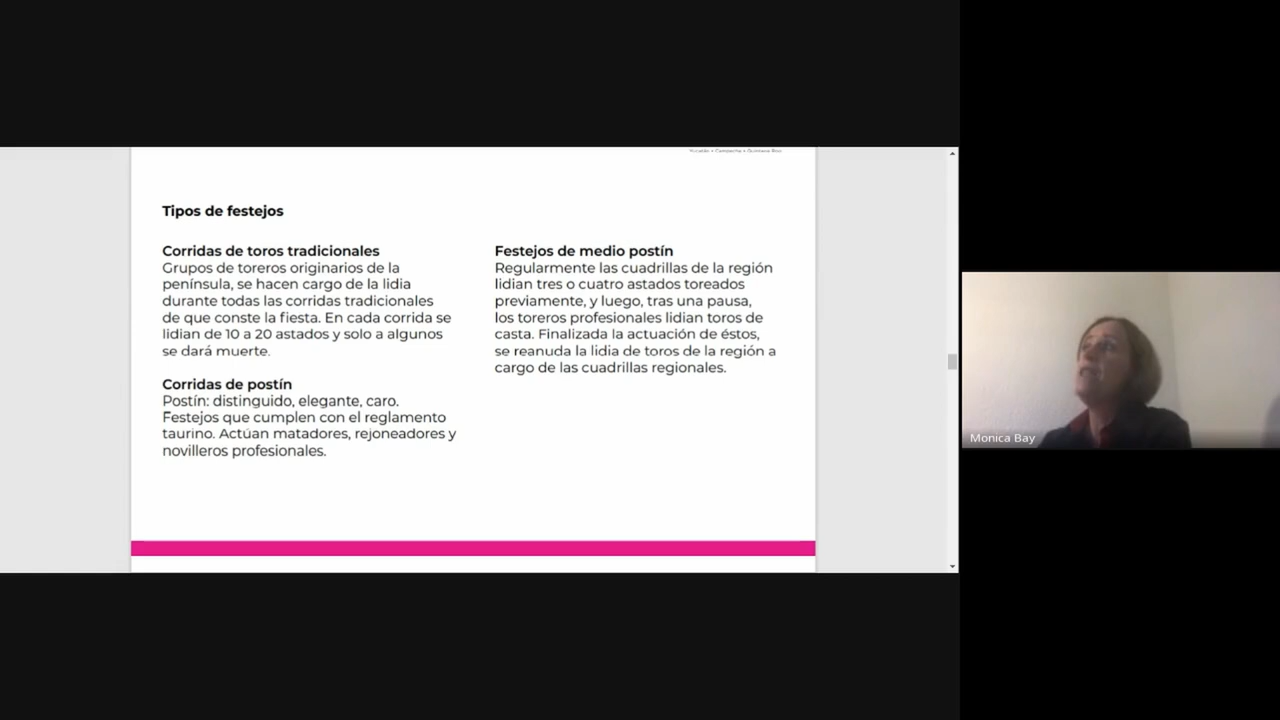 Yucatán • Campeche • Quintana Roo
Tipos de festejos
Corridas de toros tradicionales
Grupos de toreros originarios de la
península, se hacen cargo de la lidia
durante todas las corridas tradicionales
de que conste la fiesta. En cada corrida se
lidian de 10 a 20 astados y solo a algunos
se dará muerte.
Corridas de postín
Postín: distinguido, elegante, caro.
Festejos que cumplen con el reglamento
taurino. Actúan matadores, rejoneadores y
novilleros profesionales.
Festejos de medio postín
Regularmente las cuadrillas de la región
lidian tres o cuatro astados toreados
previamente, y luego, tras una pausa,
los toreros profesionales lidian toros de
casta. Finalizada la actuación de éstos,
se reanuda la lidia de toros de la región a
cargo de las cuadrillas regionales.
Monica Bay